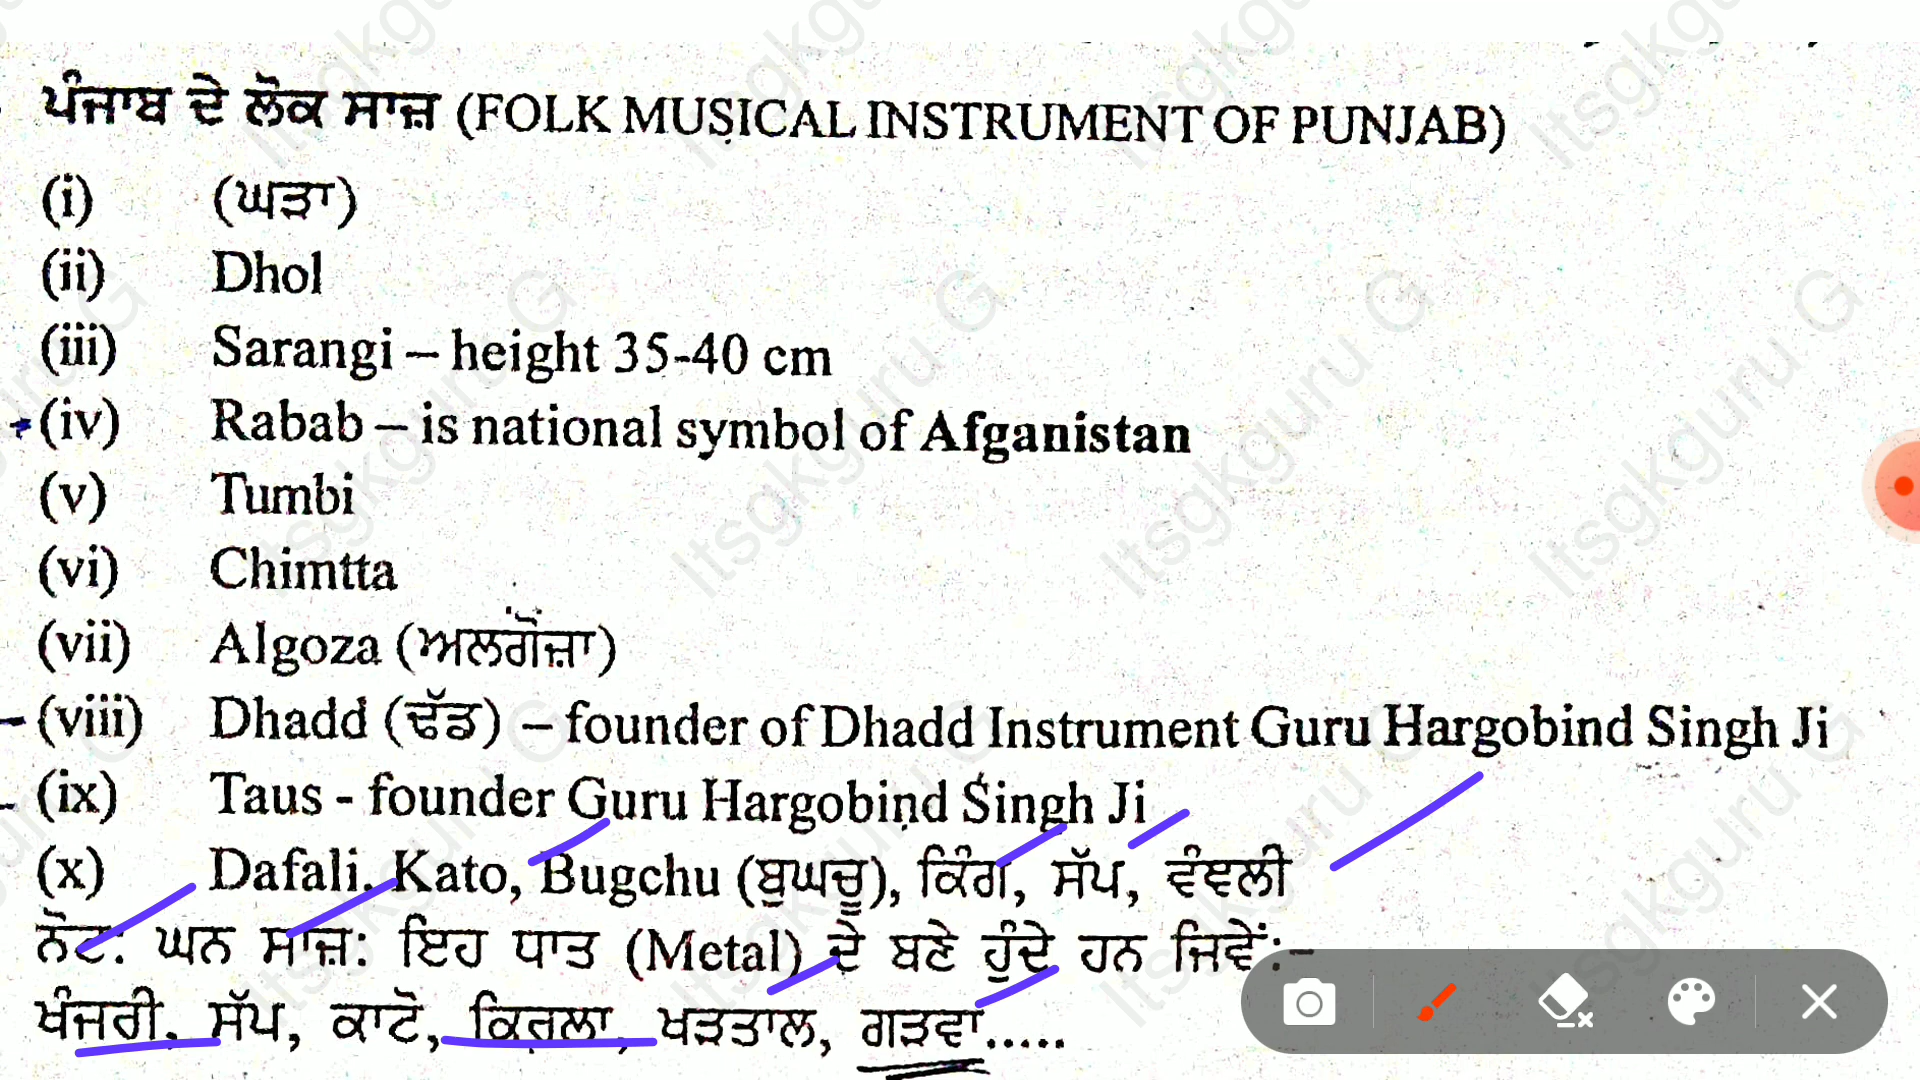 ਪੰਜਾਬ ਦੇ ਲੋਕ ਸਾਜ਼ (FOLK MUSICAL INSTRUMENT OF PUNJAB)
(i) (ਘੜਾ)
(ii) Dhol
(iii) Sarangi – height 35-40 cm
(iv) Rabab – is national symbol of Afganistan
(v) Tumbi
(vi) Chimtta
(vii) Algoza (ਅਲਗੋਂਜ਼ਾ)
(viii) Dhadd (ਢੱਡ) – founder of Dhadd Instrument Guru Hargobind Singh Ji
(ix) Taus - founder Guru Hargobind Singh Ji
(x) Dafali, Kato, Bugchu (ਬੁਘਚੂ), ਕਿੰਗ, ਸੱਪ, ਵੰਝਲੀ
ਨੋਟ: ਘਨ ਸਾਜ਼: ਇਹ ਧਾਤ (Metal) ਦੇ ਬਣੇ ਹੁੰਦੇ ਹਨ ਜਿਵੇਂ:–
ਖੰਜਰੀ, ਸੱਪ, ਕਾਟੋ, ਕਿਰਲਾ, ਖੜਤਾਲ, ਗੜਵਾ.....
Itsgkguru G